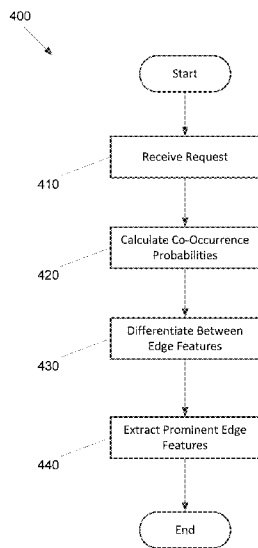 400
Start
Receive Request
410
Calculate Co-Occurrence
Probabilities
420
Differentiate Between
Edge Features
430
Extract Prominent Edge
Features
440
End